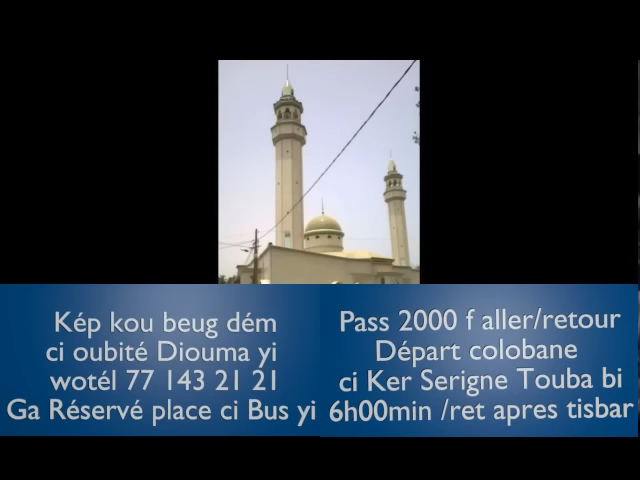 Kép kou beug dém
ci oubité Diouma yi
wotél 77 143 21 21
Ga Réservé place ci Bus yi
Pass 2000 f aller/retour
Départ colobane
ci Ker Serigne Touba bi
6h00min /ret apres tisbar